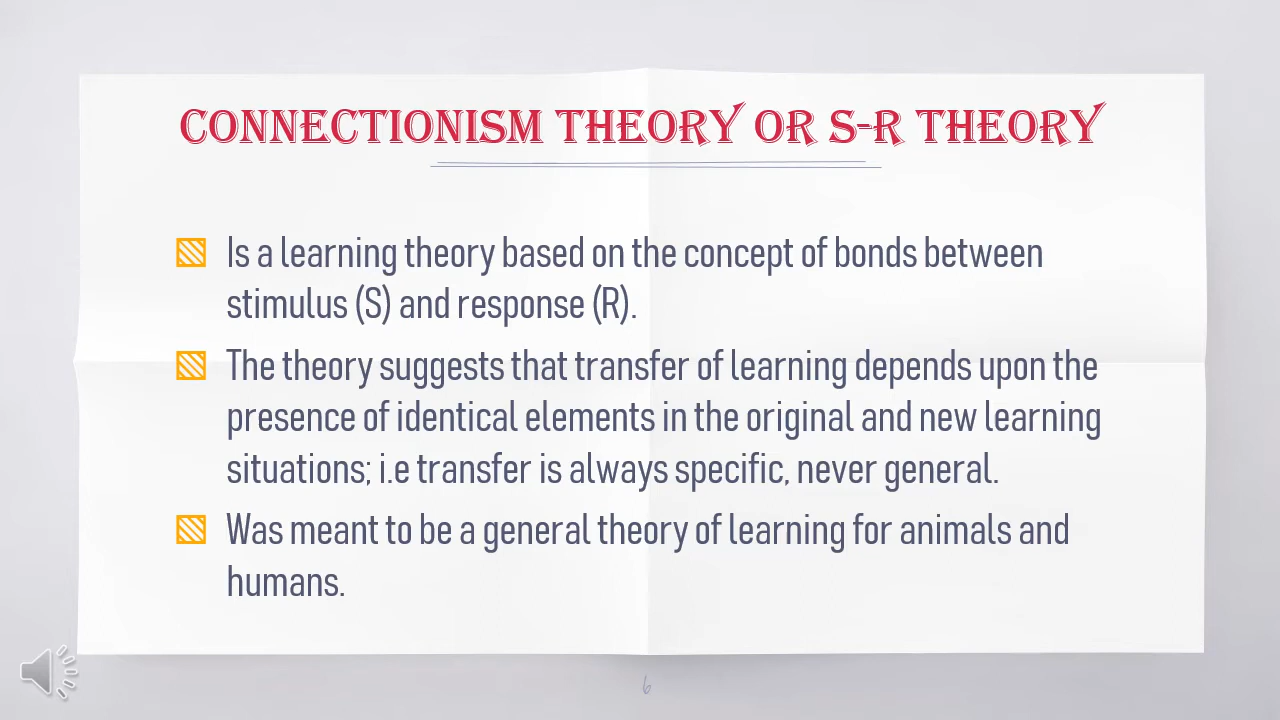 CONNECTIONISM THEORY OR S-R THEORY
Is a learning theory based on the concept of bonds between
stimulus (S) and response (R).
The theory suggests that transfer of learning depends upon the
presence of identical elements in the original and new learning
situations; i.e transfer is always specific, never general.
Was meant to be a general theory of learning for animals and
humans.
6